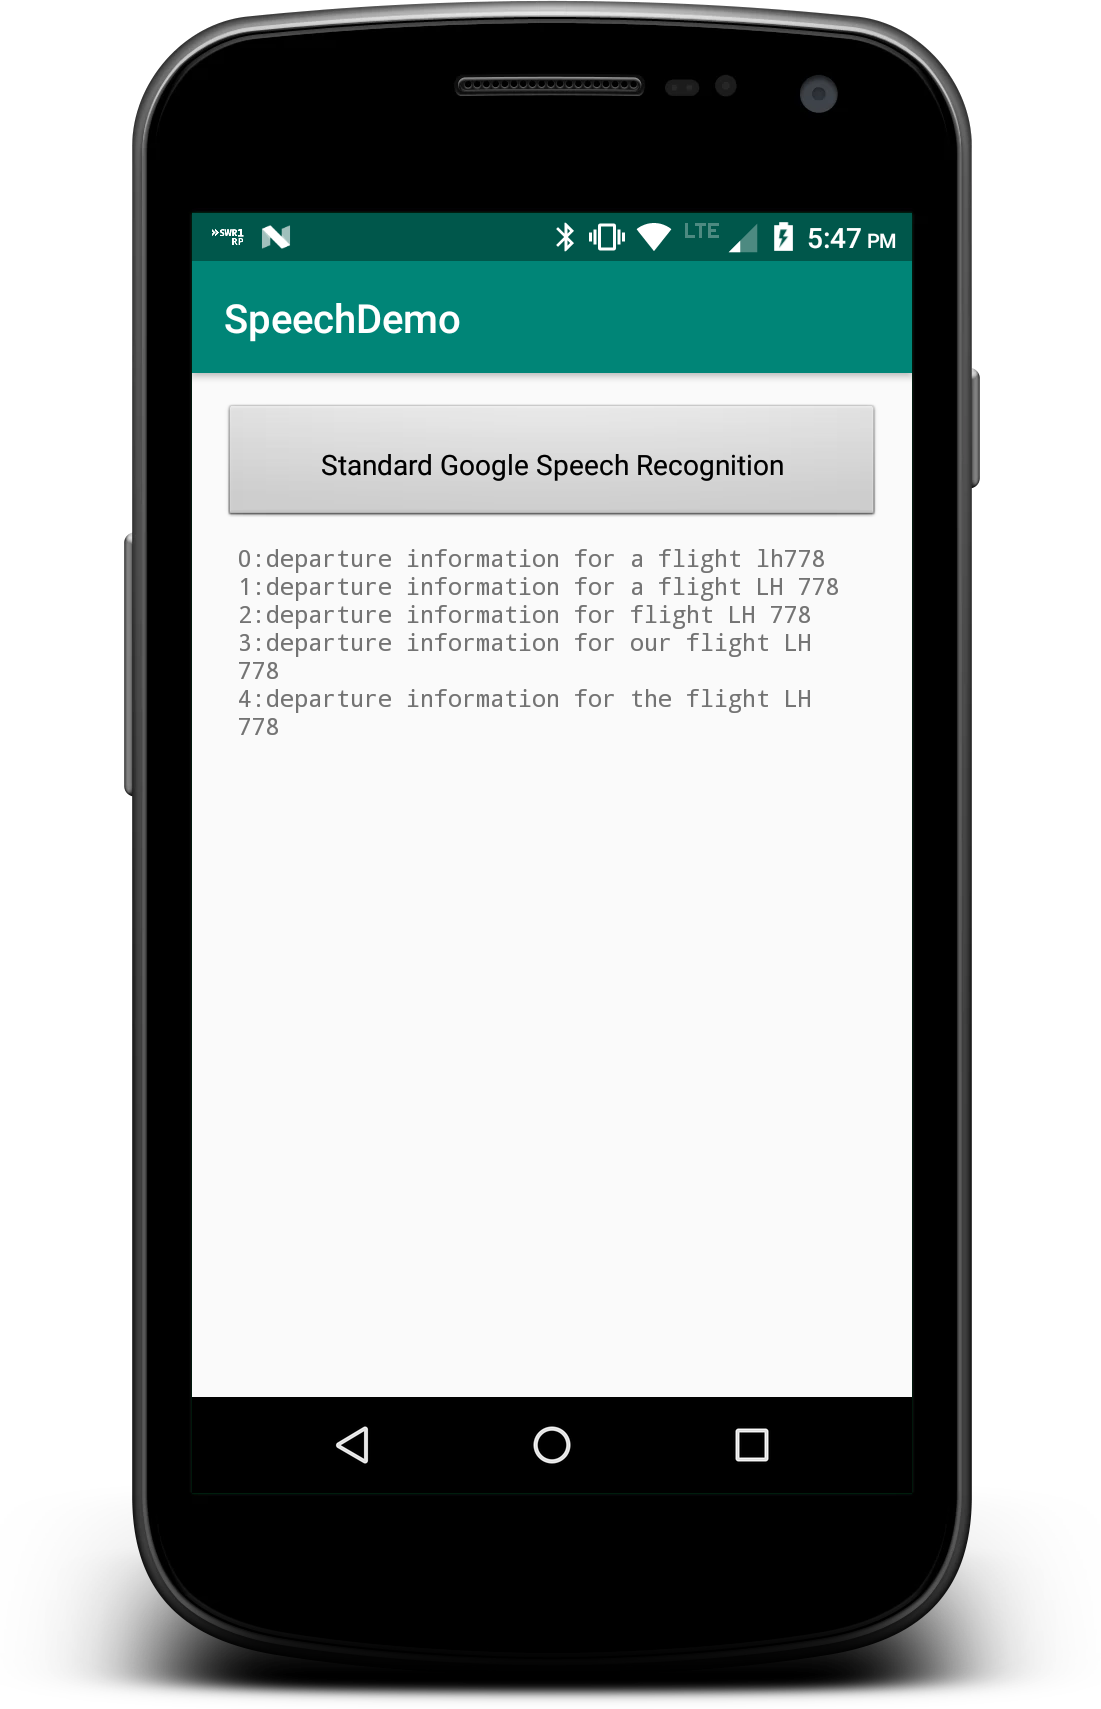 »SWR1
RP
LTE
5:47 PM
SpeechDemo
Standard Google Speech Recognition
0:departure information for a flight lh778
1:departure information for a flight LH 778
2:departure information for flight LH 778
3:departure information for our flight LH
778
4:departure information for the flight LH
778